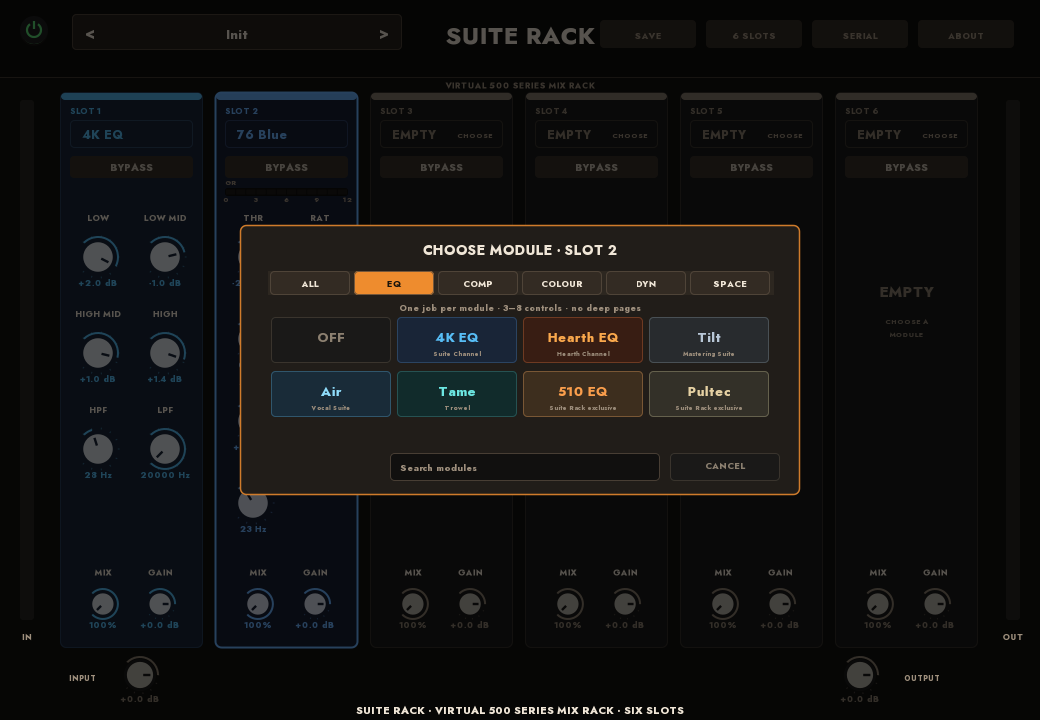 < Init >
SUITE RACK
SAVE
6 SLOTS
SERIAL
ABOUT
VIRTUAL 500 SERIES MIX RACK
SLOT 1
SLOT 2
SLOT 3
SLOT 4
SLOT 5
SLOT 6
4K EQ
76 Blue
EMPTY CHOOSE
EMPTY CHOOSE
EMPTY CHOOSE
EMPTY CHOOSE
BYPASS
BYPASS
BYPASS
BYPASS
BYPASS
BYPASS
GR
0 3 6 9 12
LOW LOW MID
THR RAT
+2.0 dB -1.0 dB
HIGH MID HIGH
+1.0 dB +1.4 dB
HPF LPF
28 Hz 20000 Hz
23 Hz
EMPTY
CHOOSE A
MODULE
CHOOSE MODULE · SLOT 2
ALL
EQ
COMP
COLOUR
DYN
SPACE
One job per module · 3–8 controls · no deep pages
OFF
4K EQ
Suite Channel
Hearth EQ
Hearth Channel
Tilt
Mastering Suite
Air
Vocal Suite
Tame
Trowel
510 EQ
Suite Rack exclusive
Pultec
Suite Rack exclusive
Search modules
CANCEL
MIX GAIN
MIX GAIN
MIX GAIN
MIX GAIN
MIX GAIN
MIX GAIN
100% +0.0 dB
100% +0.0 dB
100% +0.0 dB
100% +0.0 dB
100% +0.0 dB
100% +0.0 dB
IN
OUT
INPUT
+0.0 dB
OUTPUT
+0.0 dB
SUITE RACK · VIRTUAL 500 SERIES MIX RACK · SIX SLOTS